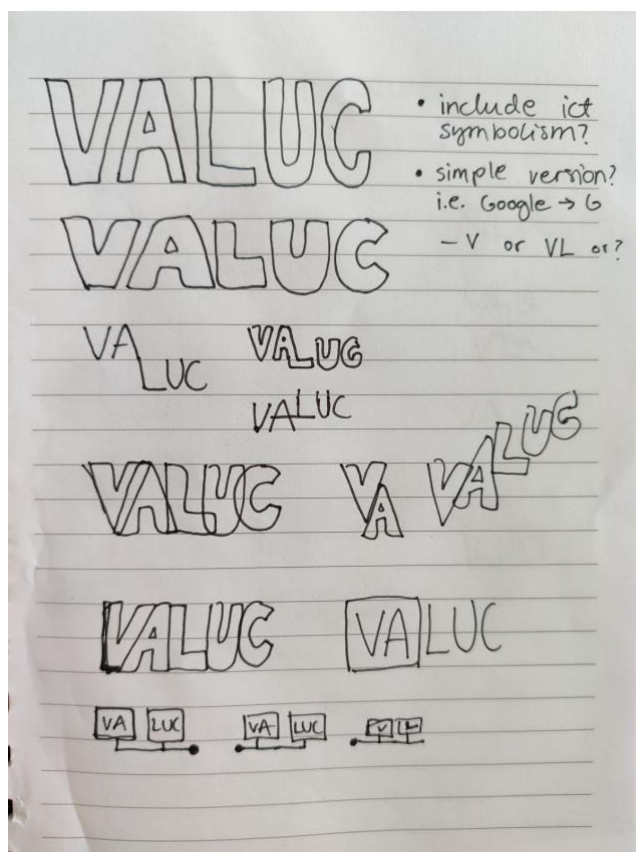 VALUC
• include ict
symbolism?
• simple version?
i.e. Google → G
- V or VL or?
VALUC
VA
LUC
VALUC
VALUC
VALUC
VA
VALUC
VALUC
VALUC
VA LUC
VA LUC
V L